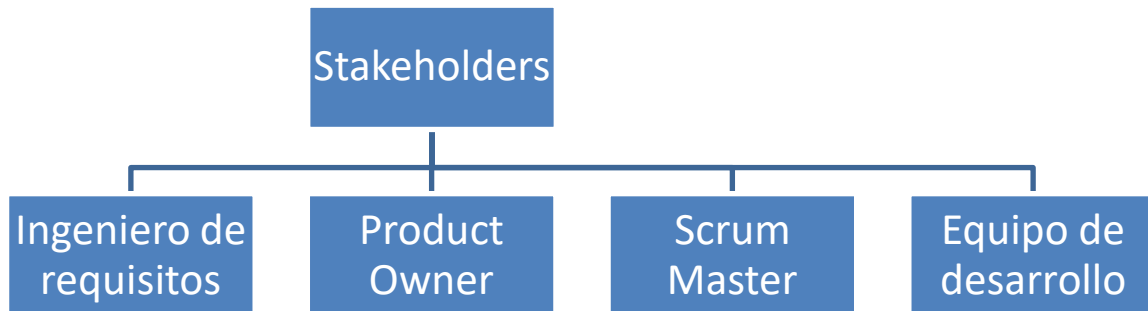 Stakeholders
Ingeniero de
requisitos
Product
Owner
Scrum
Master
Equipo de
desarrollo